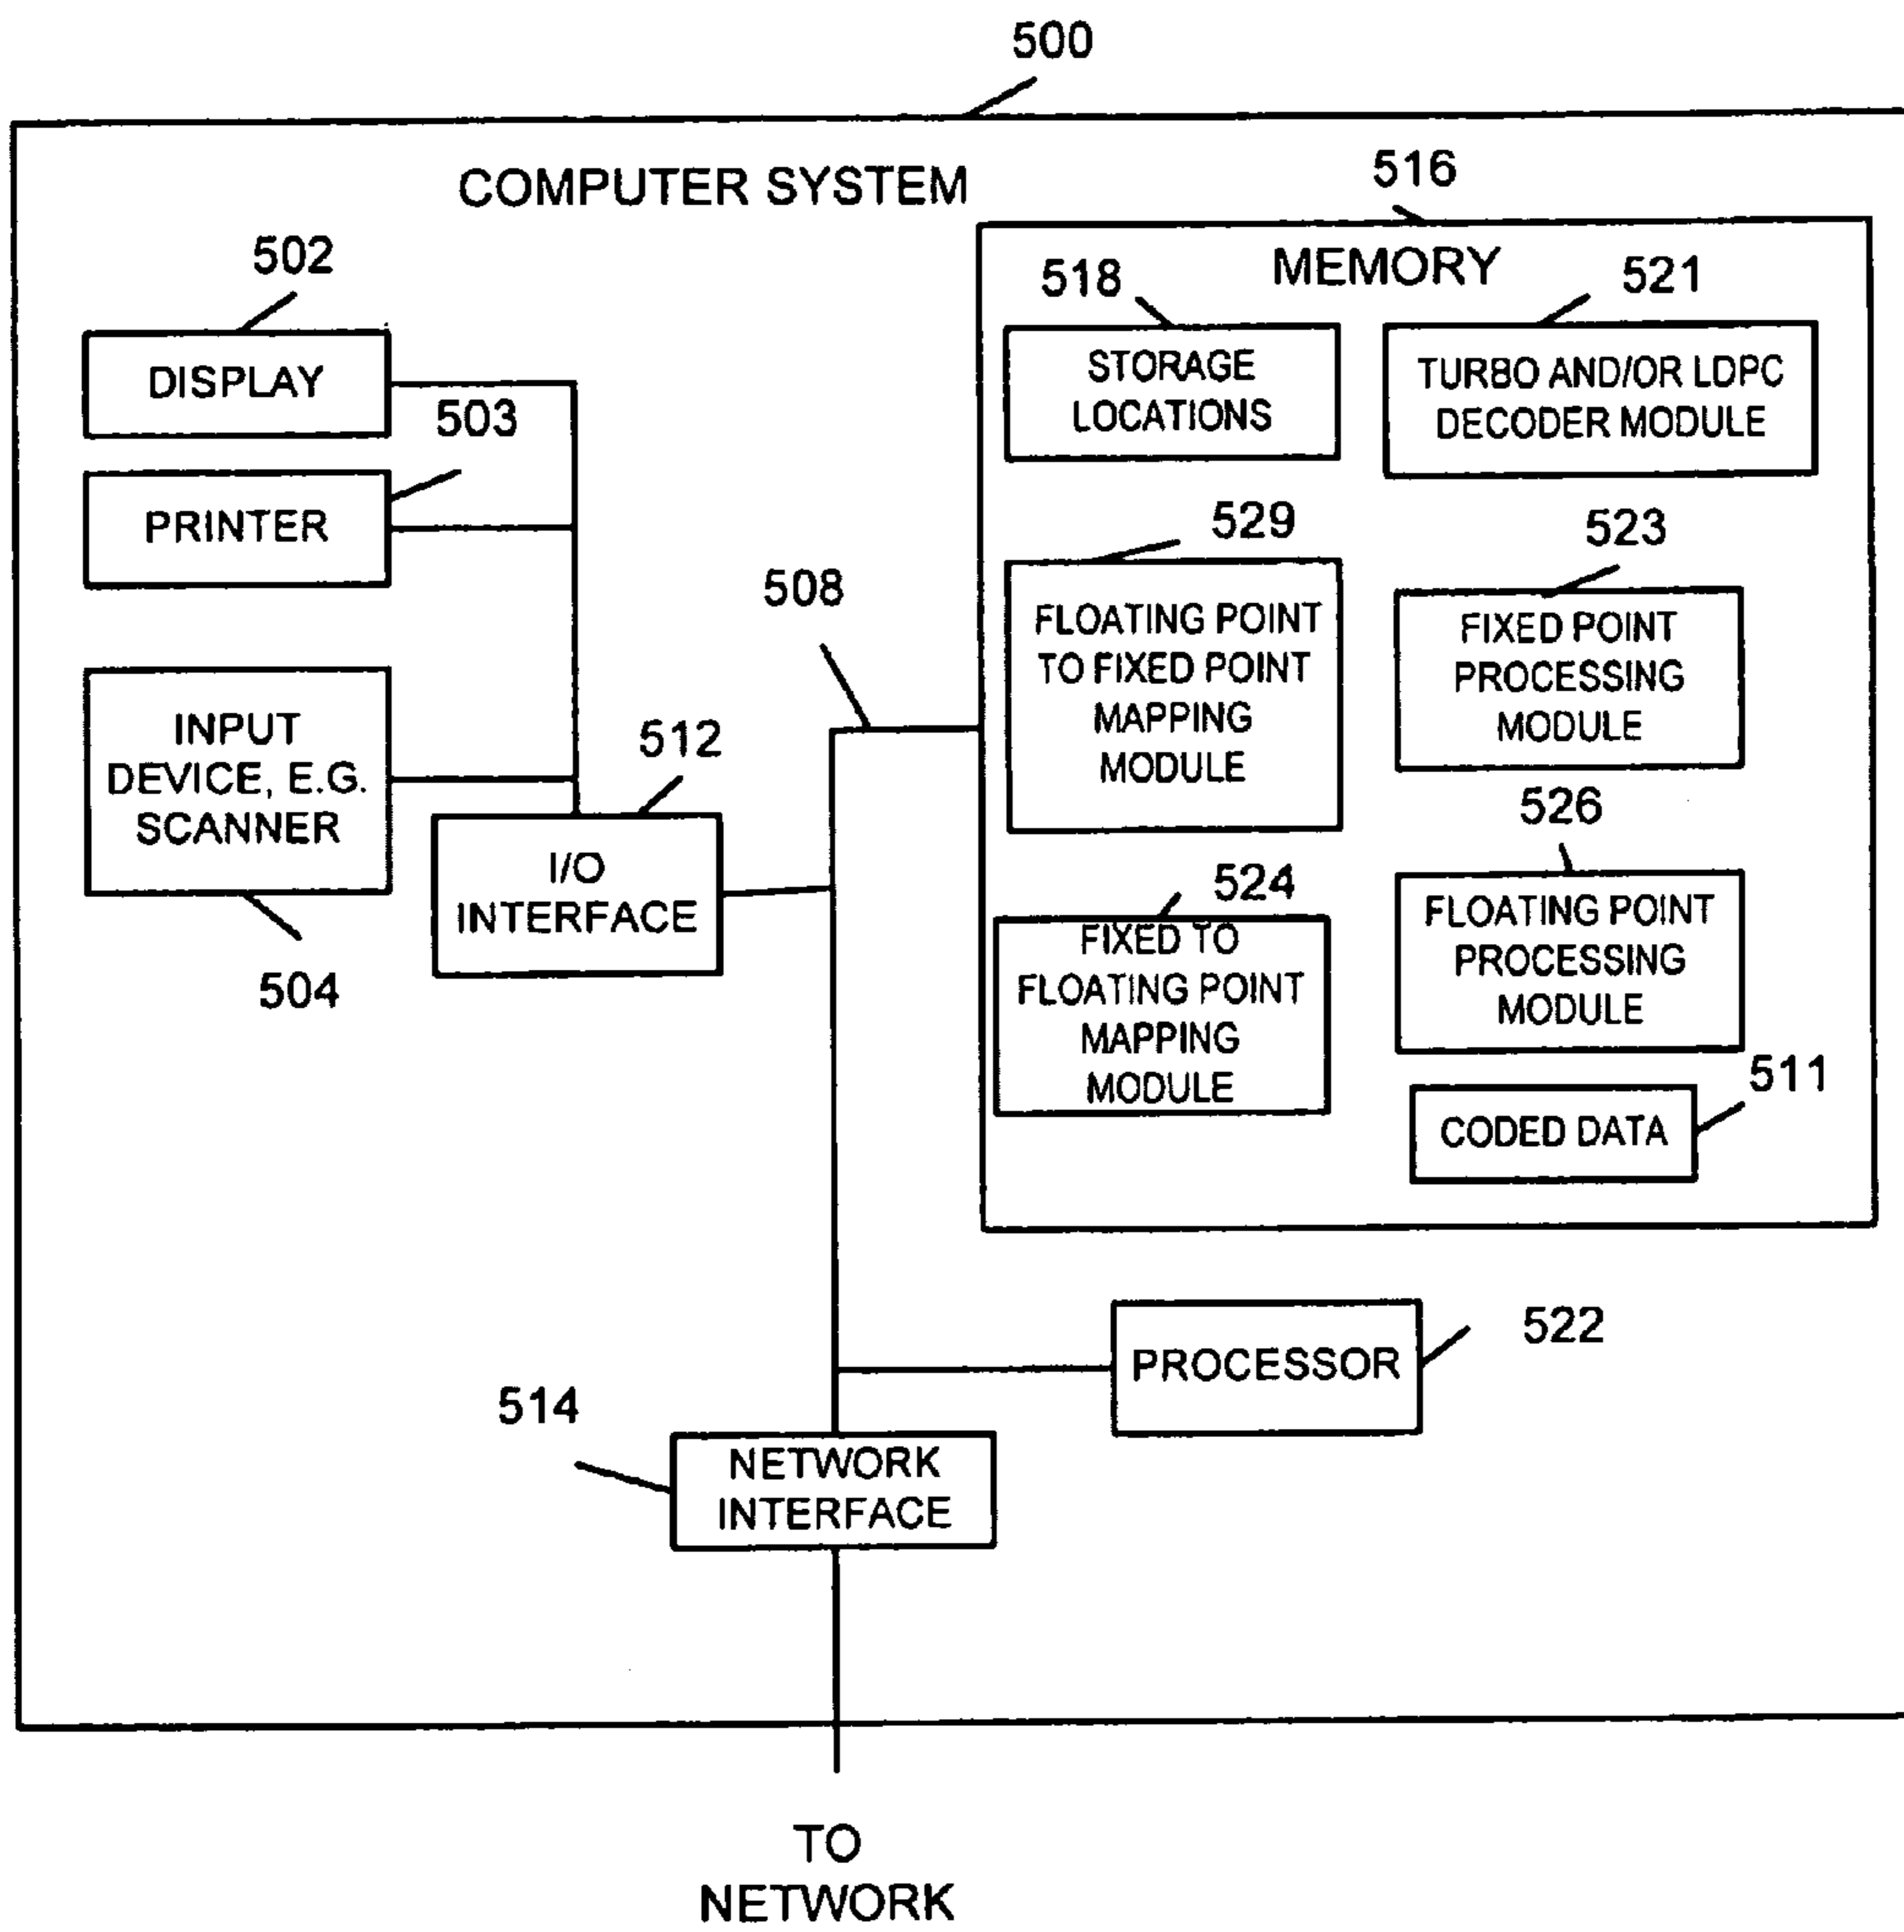 500
COMPUTER SYSTEM
516
502
MEMORY
518
521
DISPLAY
503
STORAGE
LOCATIONS
TURBO AND/OR LDPC
DECODER MODULE
PRINTER
529
523
508
FLOATING POINT
TO FIXED POINT
MAPPING
MODULE
FIXED POINT
PROCESSING
MODULE
INPUT
DEVICE, E.G.
SCANNER
512
526
I/O
INTERFACE
504
524
FIXED TO
FLOATING POINT
MAPPING
MODULE
FLOATING POINT
PROCESSING
MODULE
511
CODED DATA
522
PROCESSOR
514
NETWORK
INTERFACE
TO
NETWORK